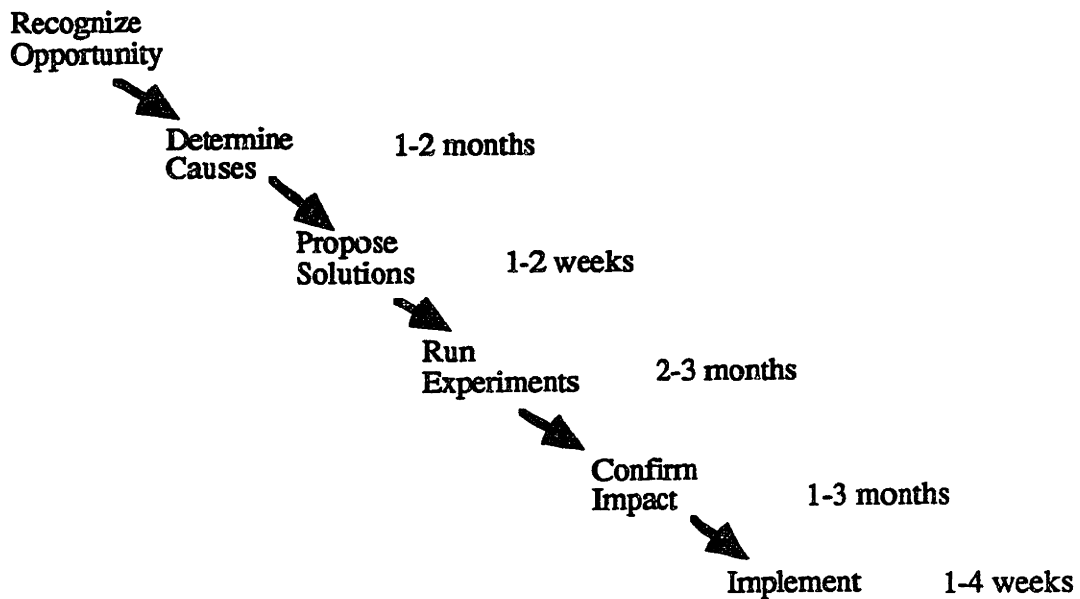 Recognize
Opportunity
Determine
Causes
1-2 months
Propose
Solutions
1-2 weeks
Run
Experiments
2-3 months
Confirm
Impact
1-3 months
Implement
1-4 weeks